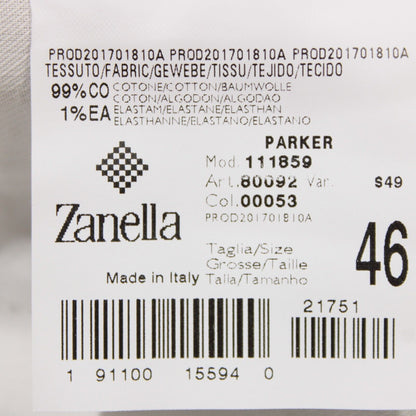 PROD201701810A PROD201701810A PROD201701810A
TESSUTO/FABRIC/GEWEBE/TISSU/TEJIDO/TECIDO
99%CO COTONE/COTTON/BAUMWOLLE
COTON/ALGODON/ALGODAO
1%EA ELASTAM/ELASTANE/ELASTHAN
ELASTHANNE/ELASTANO/ELASTANO
PARKER
Mod. 111859
Art. 80092 Var. S49
Col. 00053
PROD201701810A
Zanella
Taglia/Size
Grosse/Taille
Talla/Tamanho
46
Made in Italy
21751
1 91100 15594 0